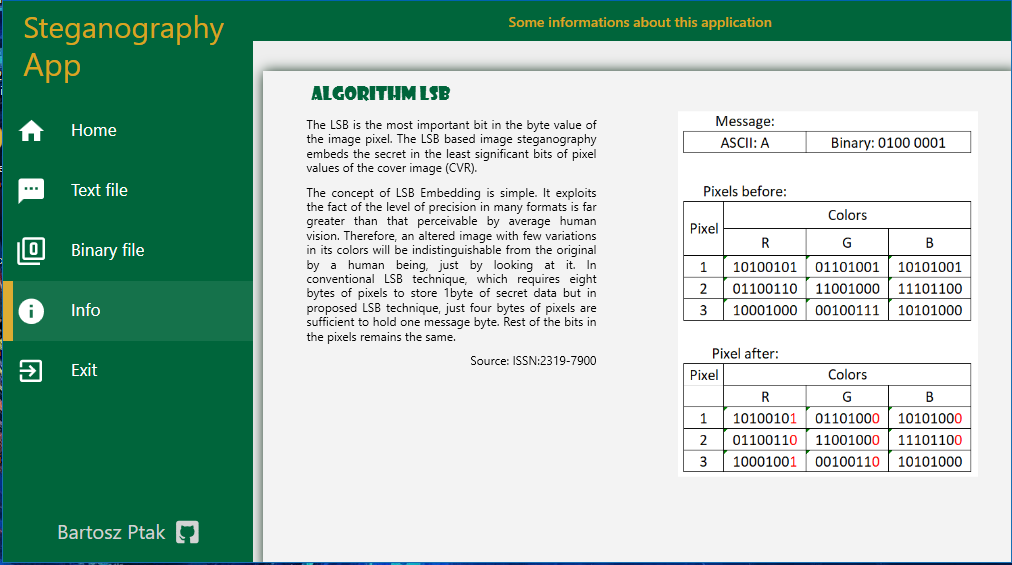 Steganography
App
Some informations about this application
Home
Text file
Binary file
Info
Exit
Bartosz Ptak
ALGORITHM LSB
The LSB is the most important bit in the byte value of
the image pixel. The LSB based image steganography
embeds the secret in the least significant bits of pixel
values of the cover image (CVR).
The concept of LSB Embedding is simple. It exploits
the fact of the level of precision in many formats is far
greater than that perceivable by average human
vision. Therefore, an altered image with few variations
in its colors will be indistinguishable from the original
by a human being, just by looking at it. In
conventional LSB technique, which requires eight
bytes of pixels to store 1byte of secret data but in
proposed LSB technique, just four bytes of pixels are
sufficient to hold one message byte. Rest of the bits in
the pixels remains the same.
Source: ISSN:2319-7900
Message:
ASCII: A Binary: 0100 0001
Pixels before:
Pixel Colors
R G B
1 10100101 01101001 10101001
2 01100110 11001000 11101100
3 10001000 00100111 10101000
Pixel after:
Pixel Colors
R G B
1 10100101 01101000 10101000
2 01100110 11001000 11101100
3 10001001 00100110 10101000